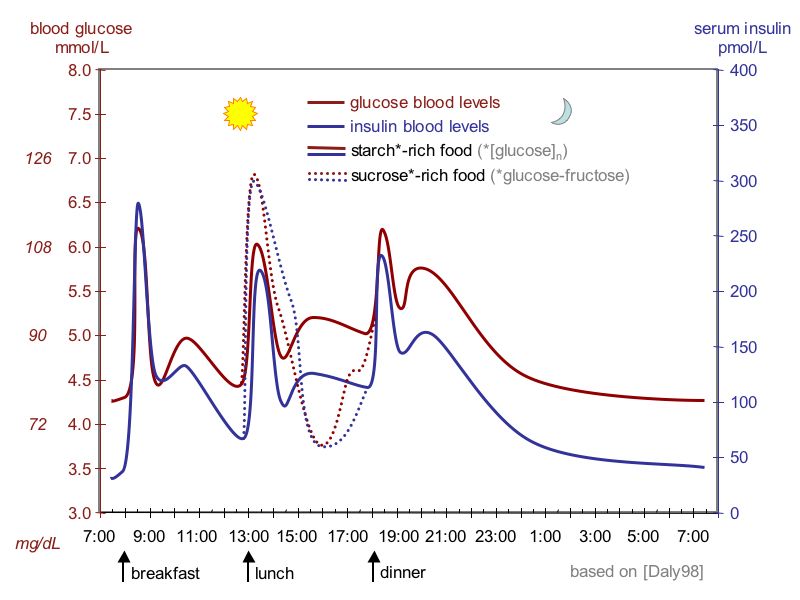 blood glucose
mmol/L
serum insulin
pmol/L
8.0
7.5
7.0
6.5
6.0
5.5
5.0
4.5
4.0
3.5
3.0
126
108
90
72
mg/dL
400
350
300
250
200
150
100
50
0
glucose blood levels
insulin blood levels
starch*-rich food (*[glucose]n)
sucrose*-rich food (*glucose-fructose)
7:00 9:00 11:00 13:00 15:00 17:00 19:00 21:00 23:00 1:00 3:00 5:00 7:00
breakfast
lunch
dinner
based on [Daly98]